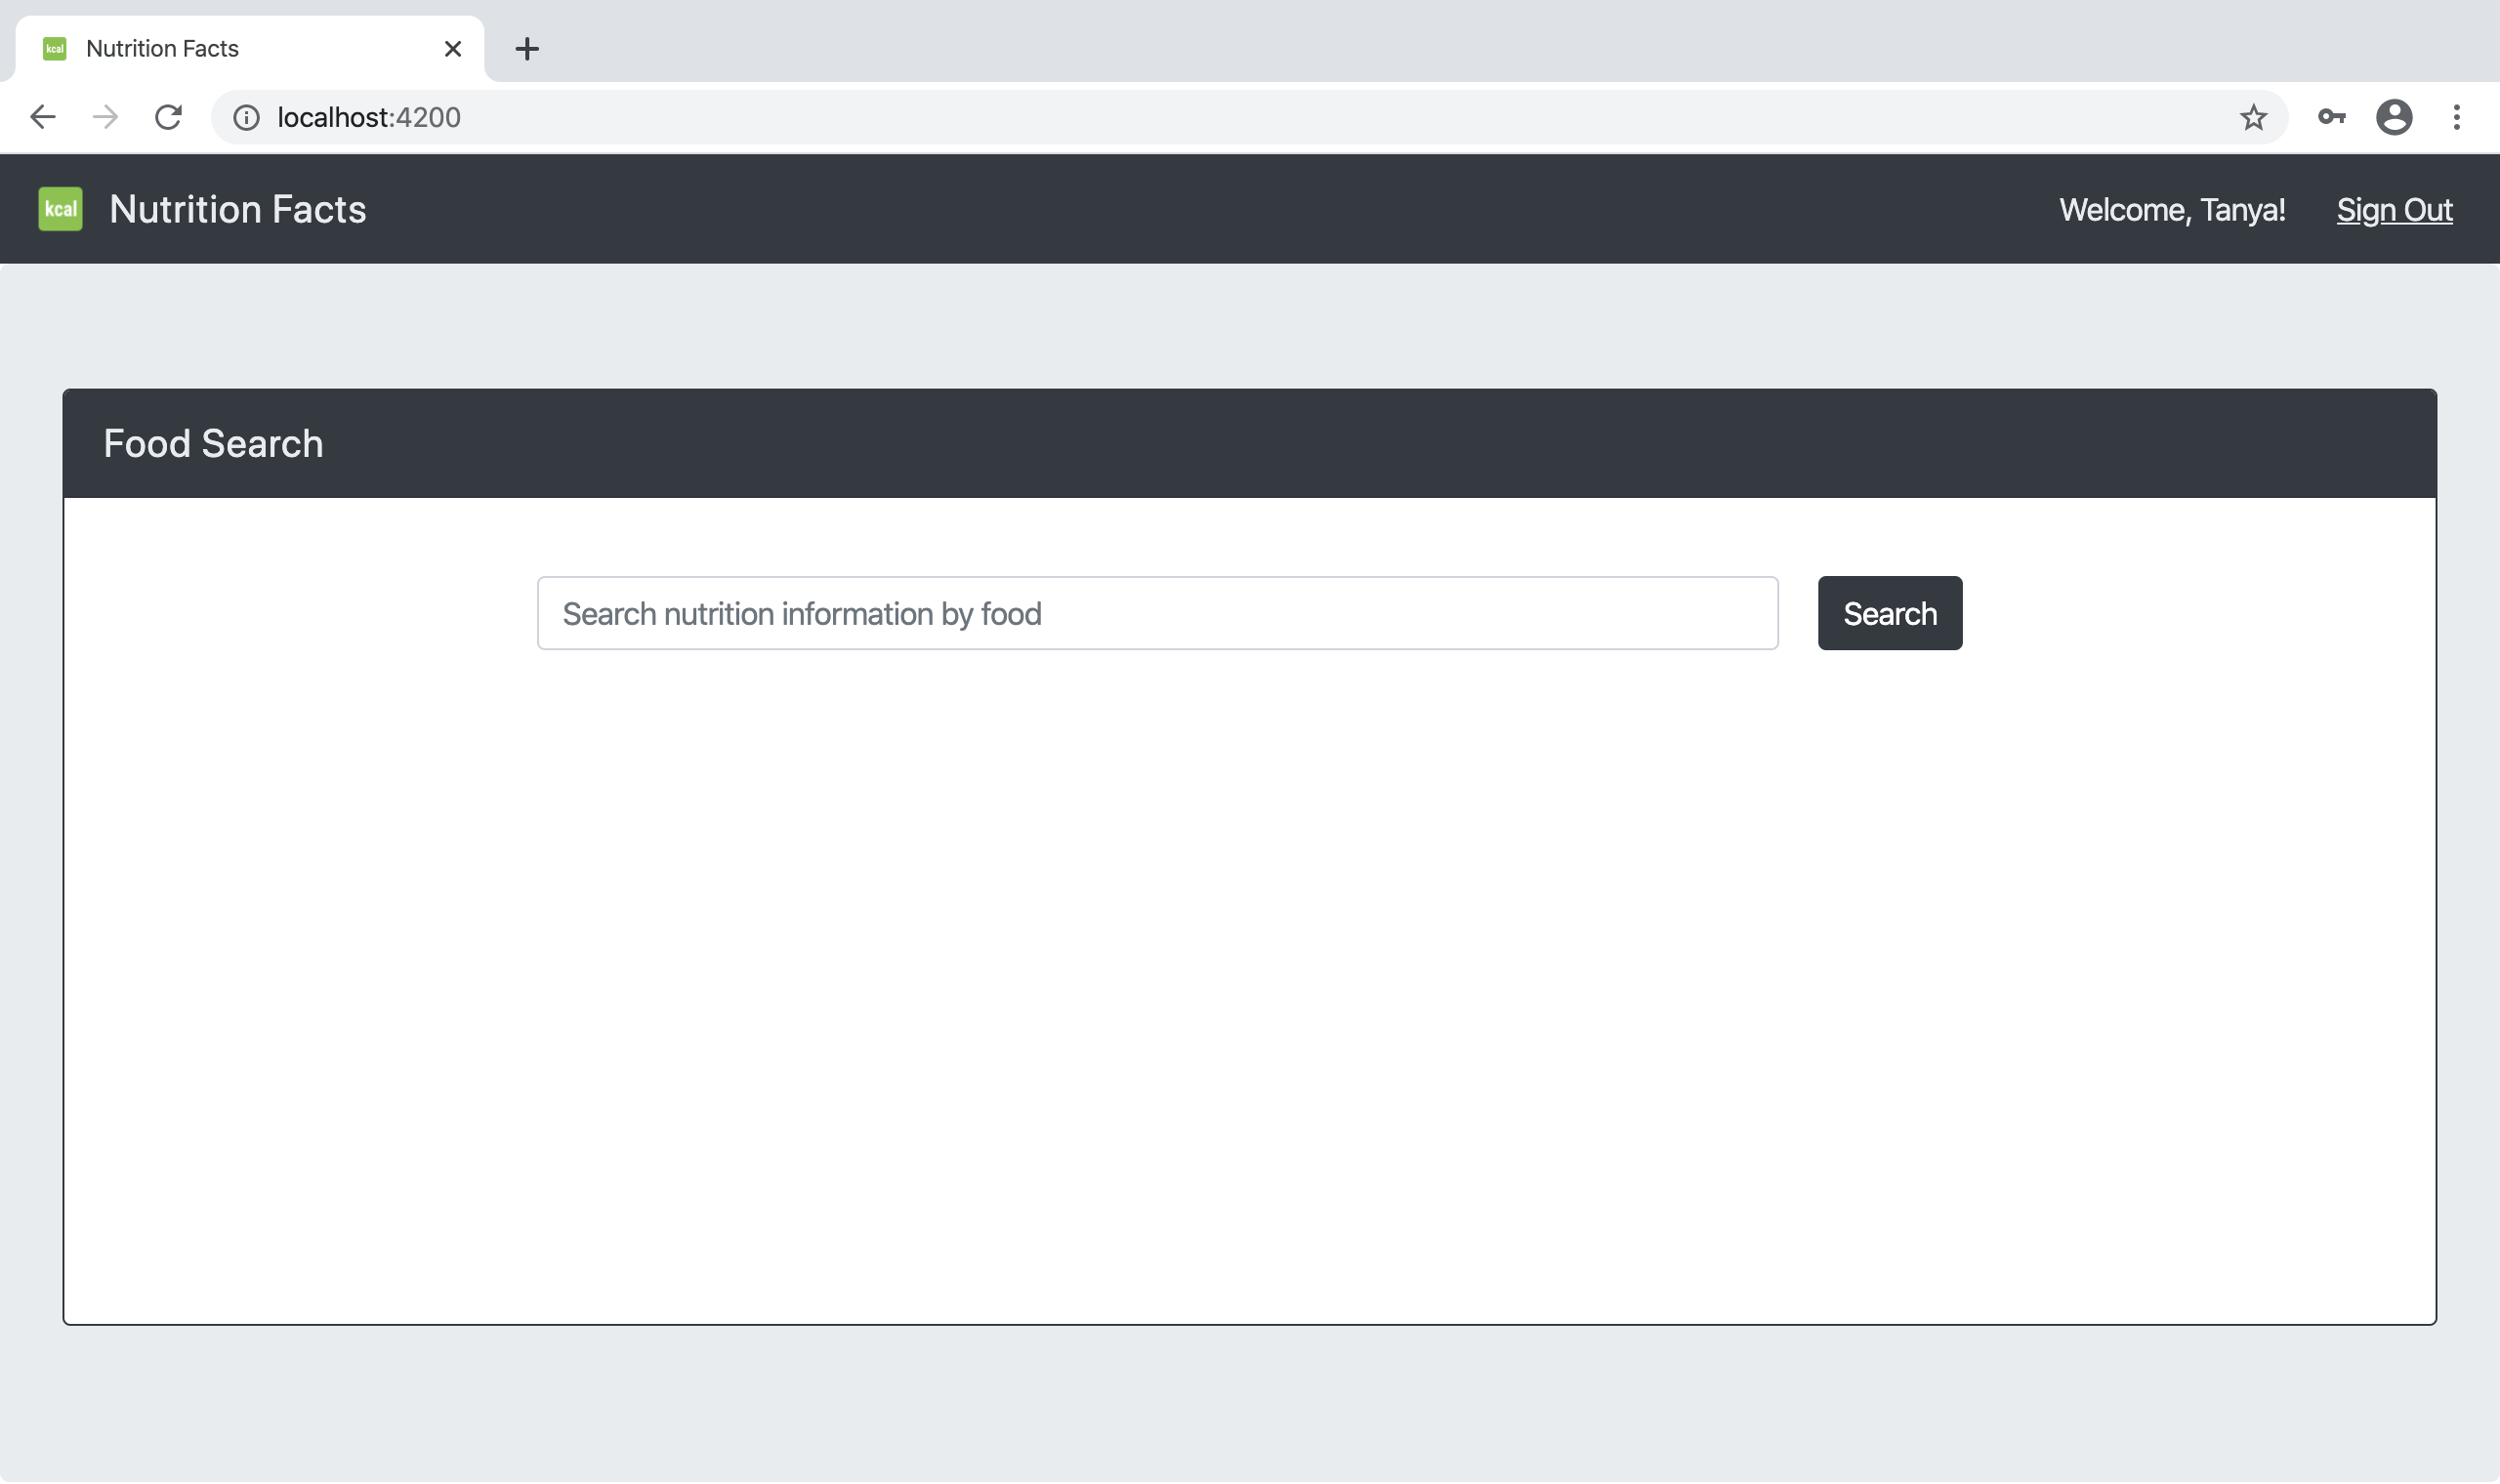 kcal Nutrition Facts
localhost:4200
kcal Nutrition Facts Welcome, Tanya! Sign Out
Food Search
Search nutrition information by food Search